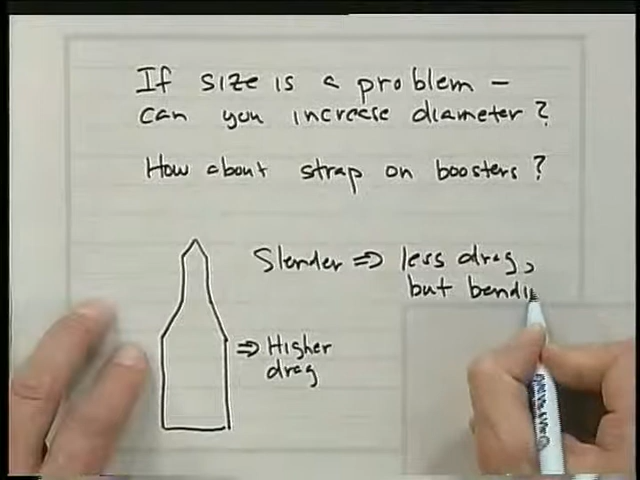 If size is a problem -
can you increase diameter?
How about strap on boosters?
Slender ⇒ less drag,
but bendi
⇒ Higher
drag